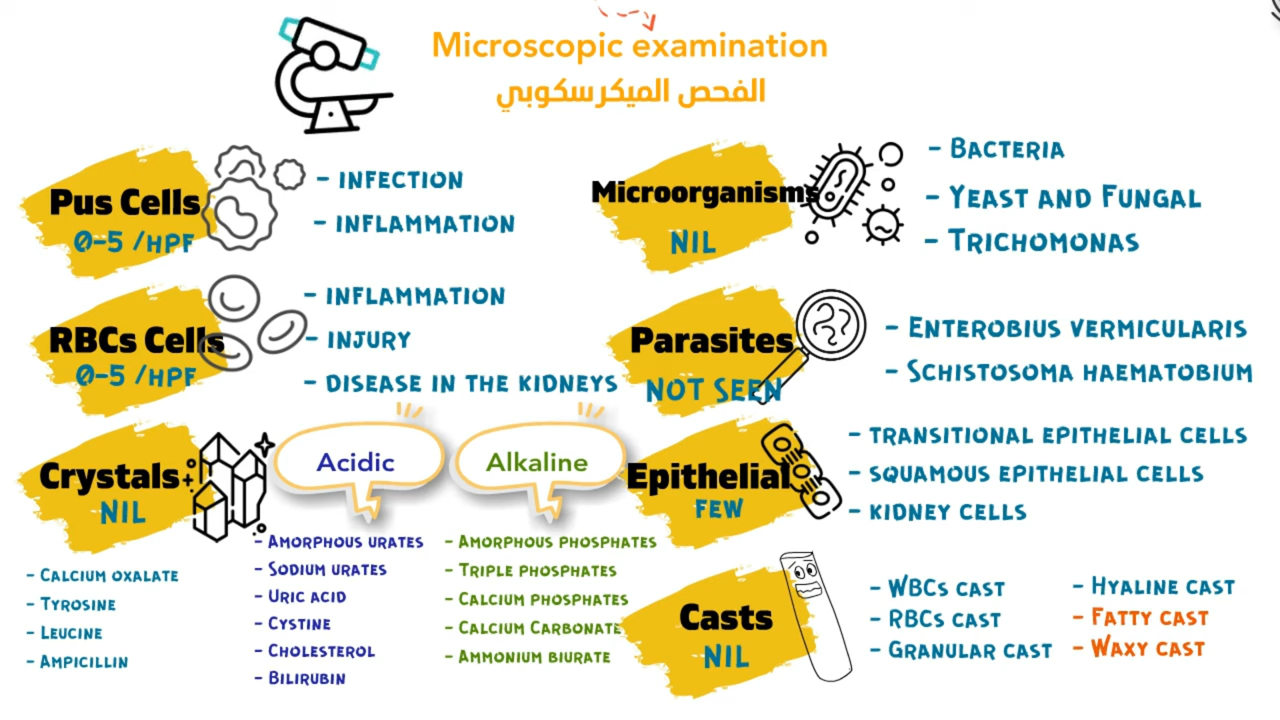 Microscopic examination
الفحص الميكرسكوبي
Pus Cells
0-5 /HPF
- INFECTION
- INFLAMMATION
RBCs Cells
0-5 /HPF
- INFLAMMATION
- INJURY
- DISEASE IN THE KIDNEYS
Crystals
NIL
- CALCIUM OXALATE
- TYROSINE
- LEUCINE
- AMPICILLIN
Acidic
- AMORPHOUS URATES
- SODIUM URATES
- URIC ACID
- CYSTINE
- CHOLESTEROL
- BILIRUBIN
Alkaline
- AMORPHOUS PHOSPHATES
- TRIPLE PHOSPHATES
- CALCIUM PHOSPHATES
- CALCIUM CARBONATE
- AMMONIUM BIURATE
Microorganisms
NIL
- BACTERIA
- YEAST AND FUNGAL
- TRICHOMONAS
Parasites
NOT SEEN
- ENTEROBIUS VERMICULARIS
- SCHISTOSOMA HAEMATOBIUM
Epithelial
FEW
- TRANSITIONAL EPITHELIAL CELLS
- SQUAMOUS EPITHELIAL CELLS
- KIDNEY CELLS
Casts
NIL
- WBCs CAST
- RBCs CAST
- GRANULAR CAST
- HYALINE CAST
- FATTY CAST
- WAXY CAST